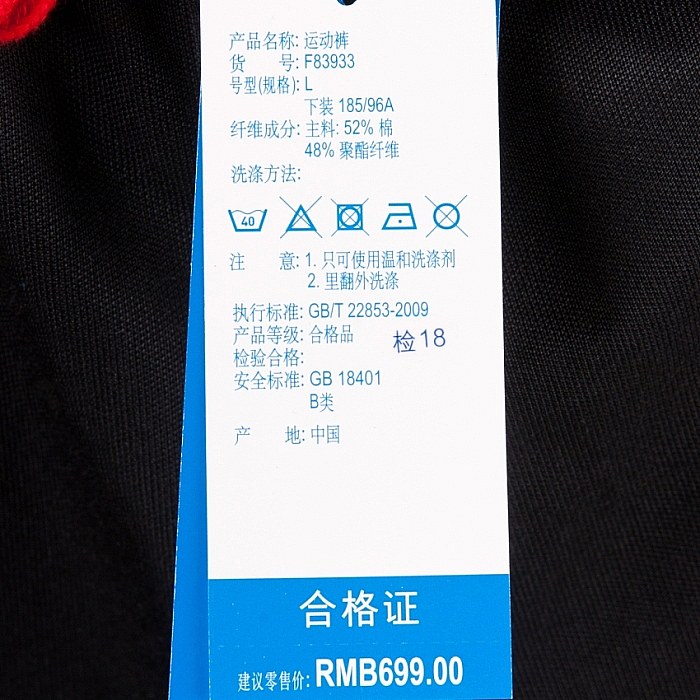 产品名称: 运动裤
货 号: F83933
号型(规格): L
下装 185/96A
纤维成分: 主料: 52% 棉
48% 聚酯纤维
洗涤方法:
40
注 意: 1. 只可使用温和洗涤剂
2. 里翻外洗涤
执行标准: GB/T 22853-2009
产品等级: 合格品
检验合格: 检18
安全标准: GB 18401
B类
产 地: 中国
合格证
建议零售价: RMB699.00